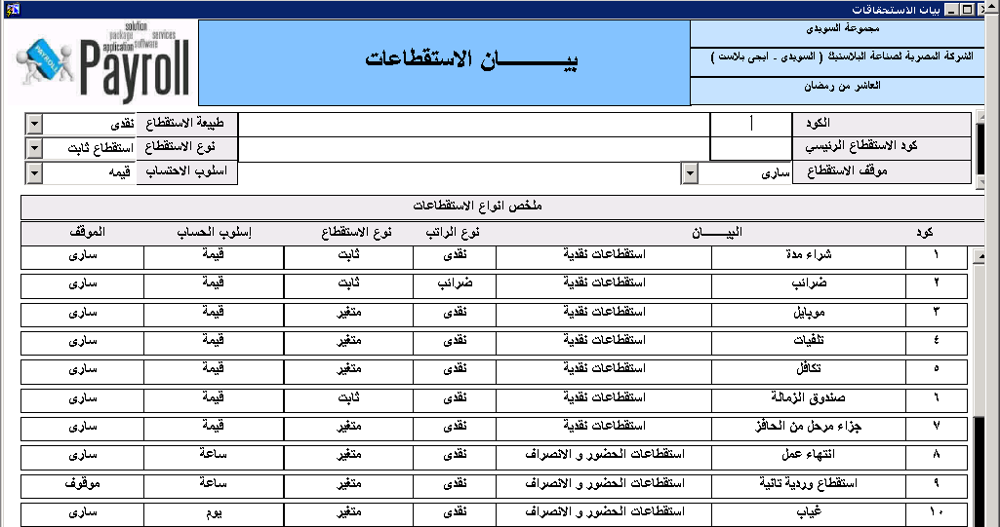 بيان الاستحقاقات
solution
package services
application software
PAYROLL
Payroll
بيـــــــــان الاستقطاعات
مجموعة السويدى
الشركة المصرية لصناعة البلاستيك ( السويدى - ايجى بلاست )
العاشر من رمضان
الكود 1 طبيعة الاستقطاع نقدى
كود الاستقطاع الرئيسي نوع الاستقطاع استقطاع ثابت
موقف الاستقطاع سارى اسلوب الاحتساب قيمه
ملخص انواع الاستقطاعات
كود البيـــــان نوع الراتب نوع الاستقطاع إسلوب الحساب الموقف
١ شراء مدة استقطاعات نقدية نقدى ثابت قيمة سارى
٢ ضرائب استقطاعات نقدية ضرائب ثابت قيمة سارى
٣ موبايل استقطاعات نقدية نقدى متغير قيمة سارى
٤ تلفيات استقطاعات نقدية نقدى متغير قيمة سارى
٥ تكافل استقطاعات نقدية نقدى متغير قيمة سارى
٦ صندوق الزمالة استقطاعات نقدية نقدى ثابت قيمة سارى
٧ جزاء مرحل من الحافز استقطاعات نقدية نقدى متغير قيمة سارى
٨ انتهاء عمل استقطاعات الحضور و الانصراف نقدى متغير ساعة سارى
٩ استقطاع وردية تانية استقطاعات الحضور و الانصراف نقدى متغير ساعة موقوف
١٠ غياب استقطاعات الحضور و الانصراف نقدى متغير يوم سارى